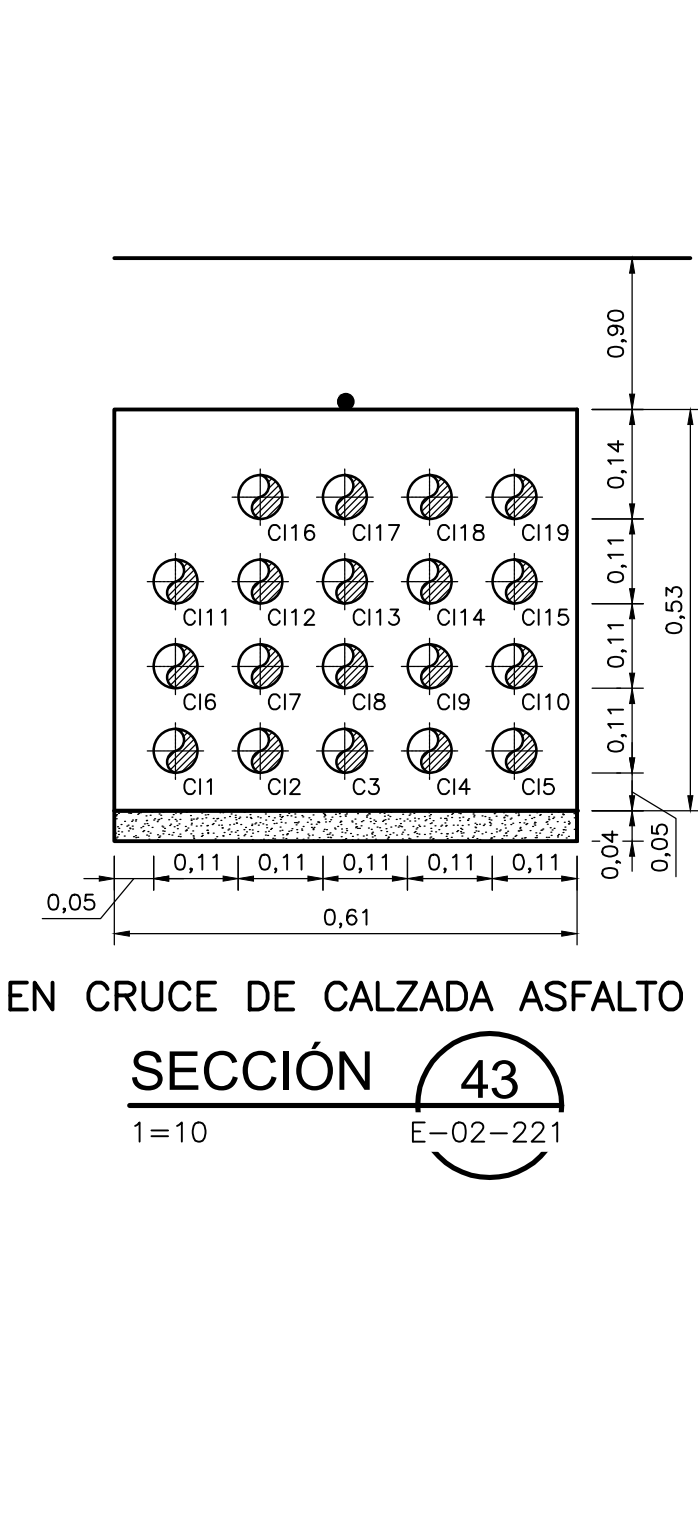 0,90
0,14
CI16 CI17 CI18 CI19
0,11
0,53
CI11 CI12 CI13 CI14 CI15
0,11
CI6 CI7 CI8 CI9 CI10
0,11
CI1 CI2 C3 CI4 CI5
0,04 0,05
0,11 0,11 0,11 0,11 0,11
0,05
0,61
EN CRUCE DE CALZADA ASFALTO
SECCIÓN 43
1=10 E-02-221